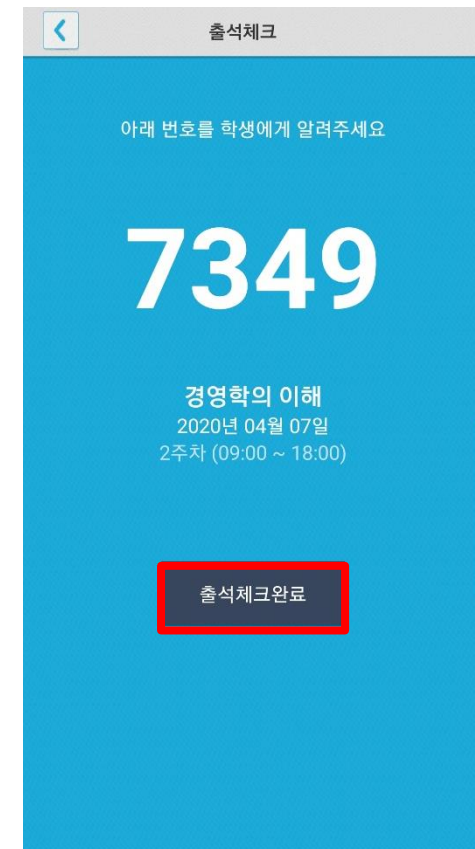 출석체크
아래 번호를 학생에게 알려주세요
7349
경영학의 이해
2020년 04월 07일
2주차 (09:00 ~ 18:00)
출석체크완료